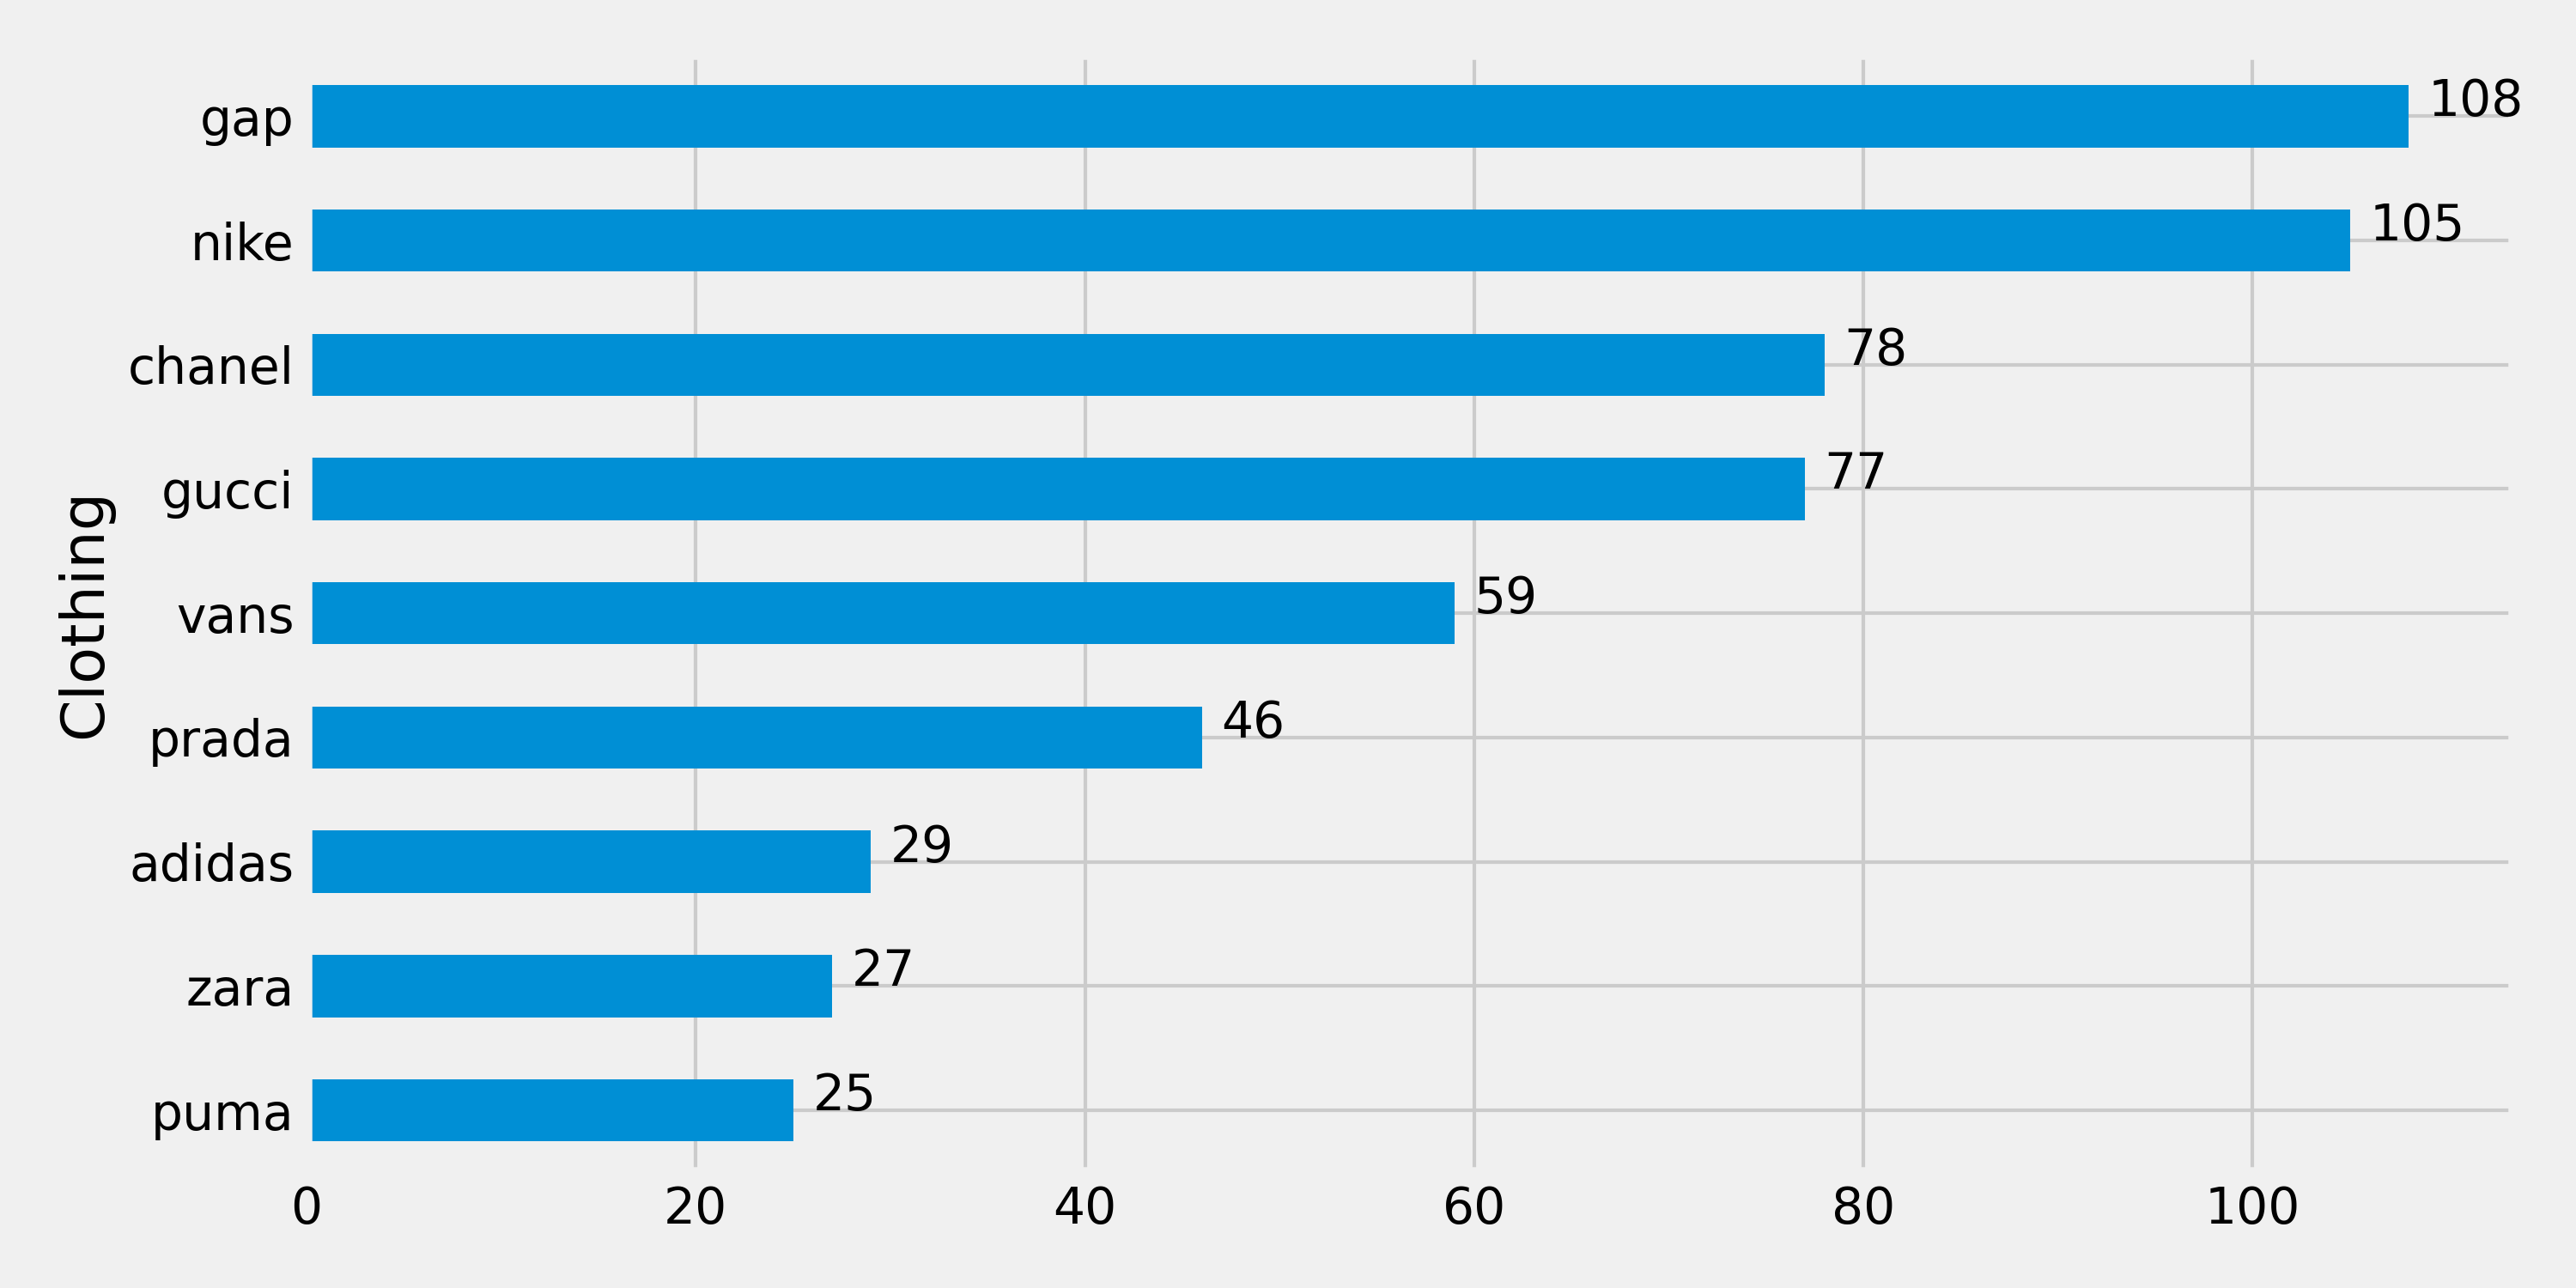 Clothing
gap 108
nike 105
chanel 78
gucci 77
vans 59
prada 46
adidas 29
zara 27
puma 25
0 20 40 60 80 100